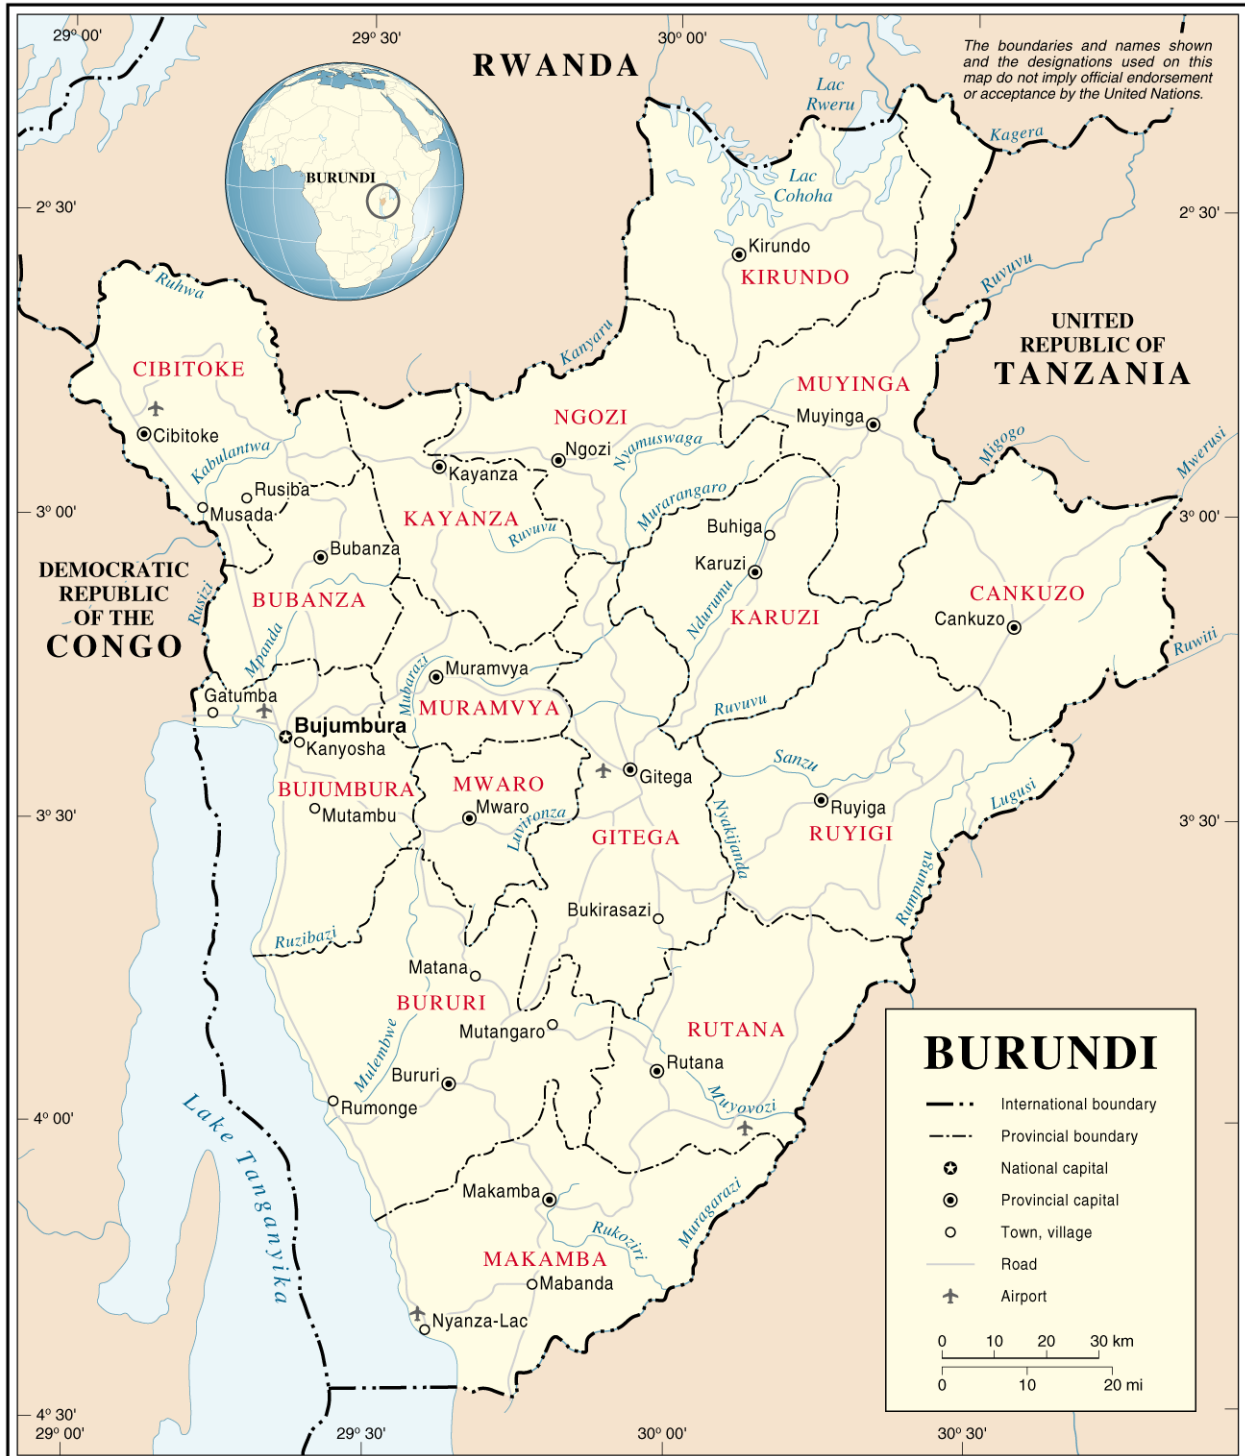 29° 00'
29° 30'
30° 00'
RWANDA
The boundaries and names shown
and the designations used on this
map do not imply official endorsement
or acceptance by the United Nations.
Lac
Rweru
Kagera
BURUNDI
Lac
Cohoha
2° 30'
2° 30'
Kirundo
KIRUNDO
Ruvuvu
Ruhwa
Kanyaru
UNITED
REPUBLIC OF
TANZANIA
CIBITOKE
MUYINGA
NGOZI
Muyinga
Cibitoke
Kabulantwa
Ngozi
Nyamuswaga
Migogo
Mwerusi
Kayanza
Rusiba
Musada
Murarangaro
3° 00'
3° 00'
KAYANZA
Ruvuvu
Buhiga
Bubanza
Karuzi
DEMOCRATIC
REPUBLIC
OF THE
CONGO
Rusizi
BUBANZA
Ndurumu
KARUZI
CANKUZO
Cankuzo
Mpanda
Ruwiti
Mubarazi
Muramvya
Gatumba
MURAMVYA
Ruvuvu
Bujumbura
Kanyosha
Sanzu
Gitega
BUJUMBURA
MWARO
Lugusi
Mutambu
Mwaro
Luvironza
Nyakijanda
Ruyiga
RUYIGI
3° 30'
3° 30'
GITEGA
Rumpungu
Bukirasazi
Ruzibazi
Matana
BURURI
Mutangaro
RUTANA
Mulembwe
Bururi
Rutana
Rumonge
Muyovozi
4° 00'
Lake Tanganyika
Makamba
Rukoziri
Muragarazi
MAKAMBA
Mabanda
Nyanza-Lac
BURUNDI
International boundary
Provincial boundary
National capital
Provincial capital
Town, village
Road
Airport
0 10 20 30 km
0 10 20 mi
4° 30'
29° 00'
29° 30'
30° 00'
30° 30'